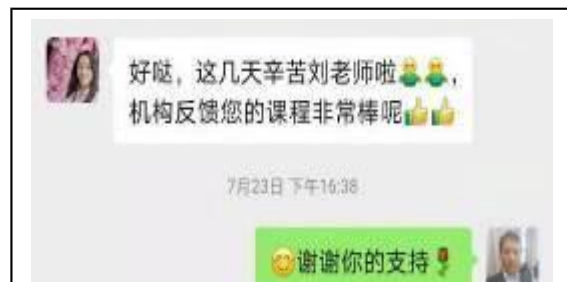 好哒，这几天辛苦刘老师啦，
机构反馈您的课程非常棒呢👍👍
7月23日 下午16:38
😊谢谢你的支持🌹